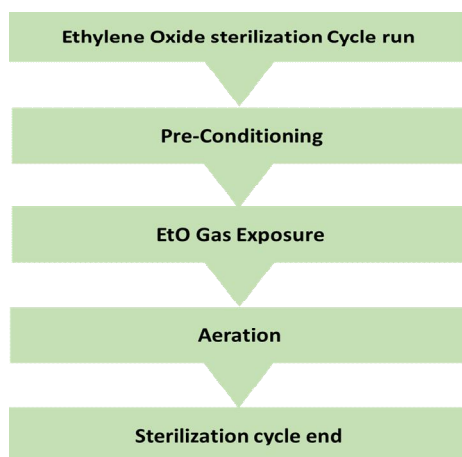 Ethylene Oxide sterilization Cycle run
Pre-Conditioning
EtO Gas Exposure
Aeration
Sterilization cycle end